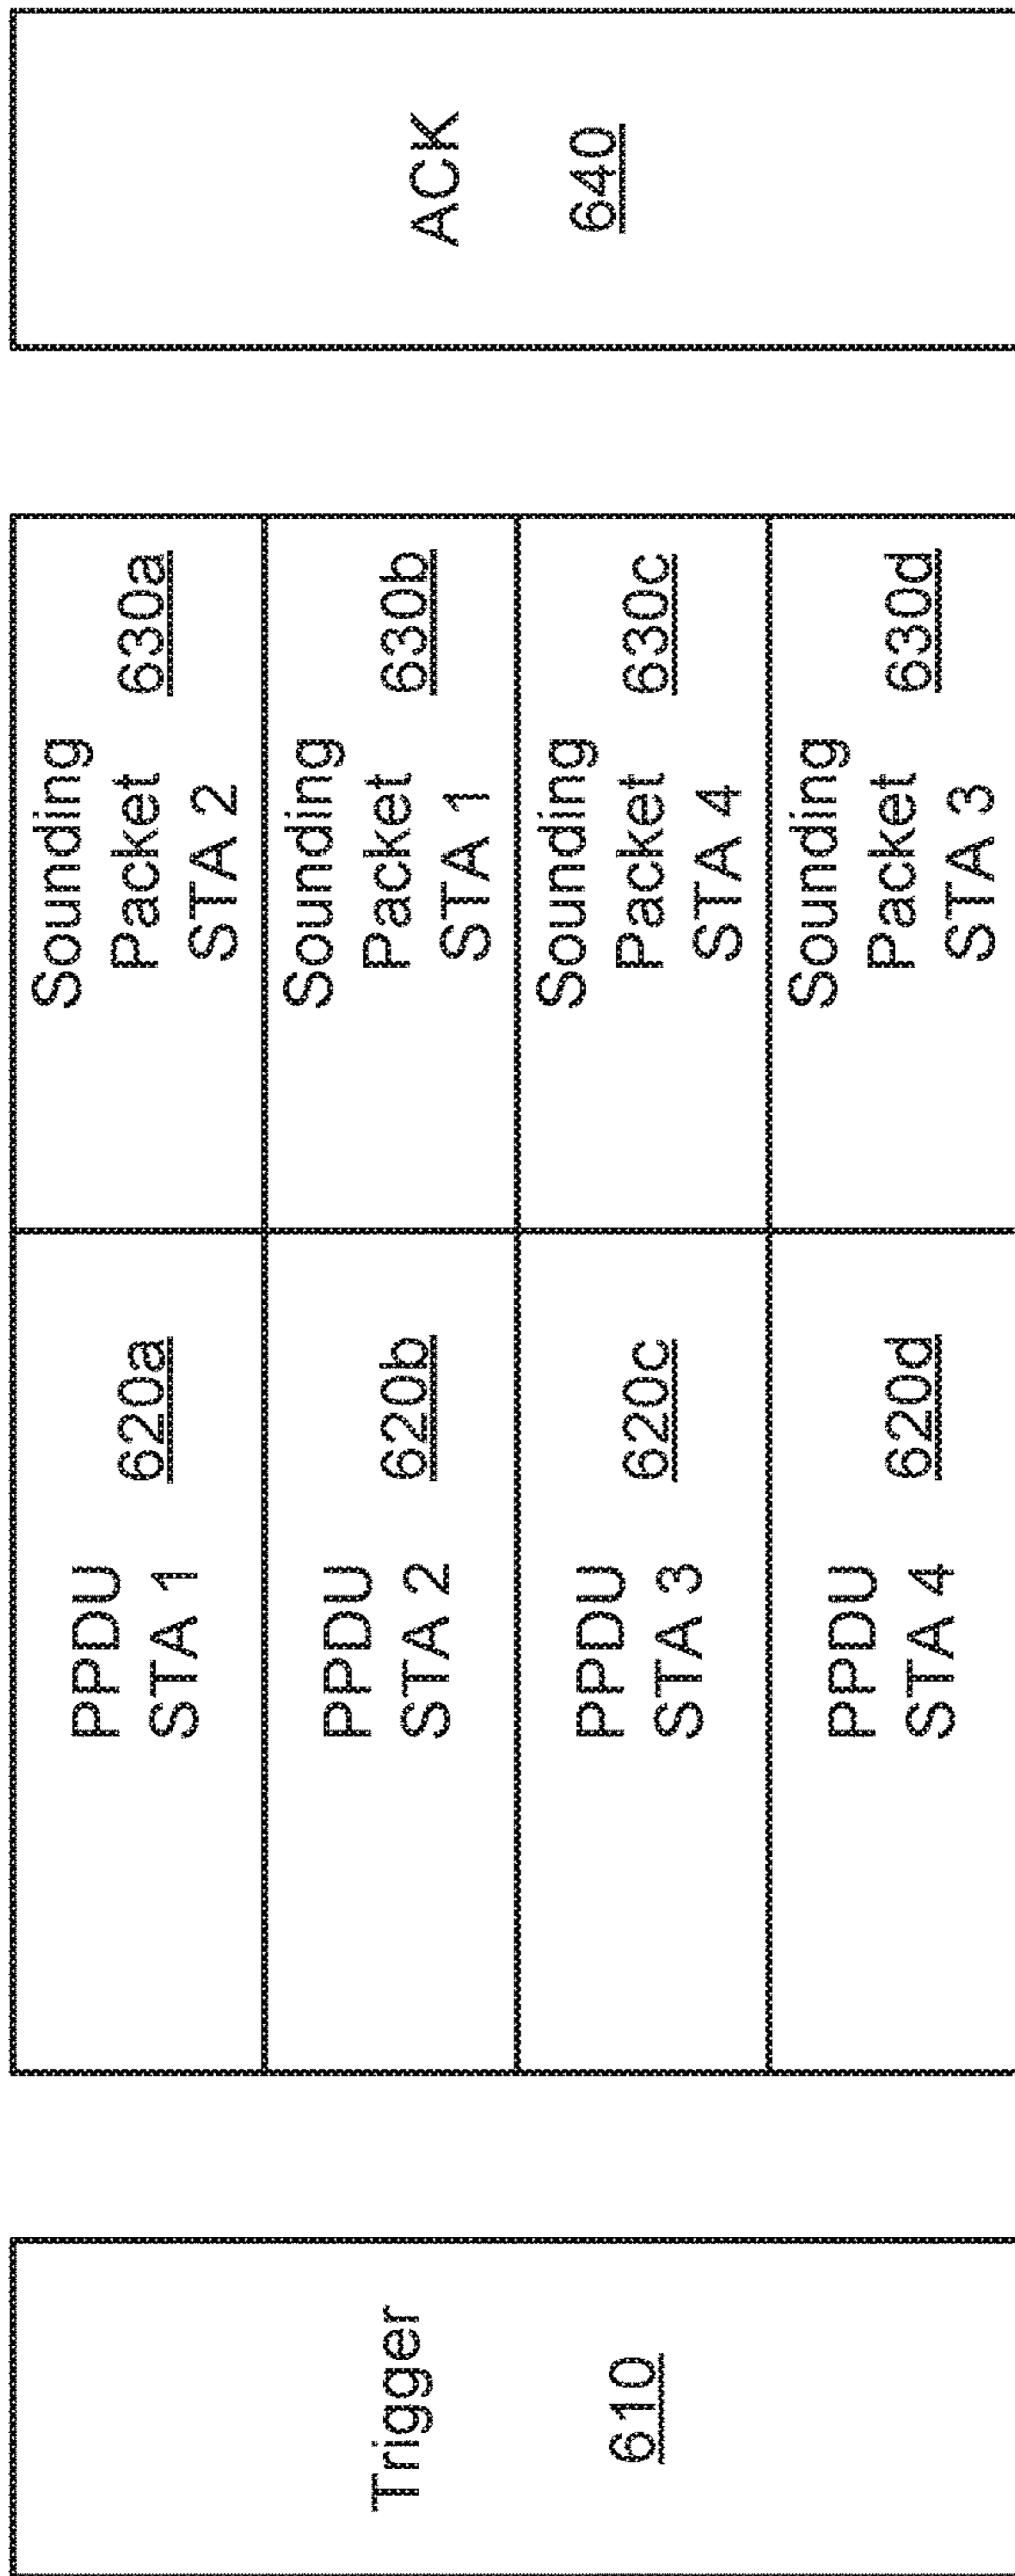 Trigger
610
PPDU
STA 1
620a
Sounding
Packet
STA 2
630a
PPDU
STA 2
620b
Sounding
Packet
STA 1
630b
PPDU
STA 3
620c
Sounding
Packet
STA 4
630c
PPDU
STA 4
620d
Sounding
Packet
STA 3
630d
ACK
640